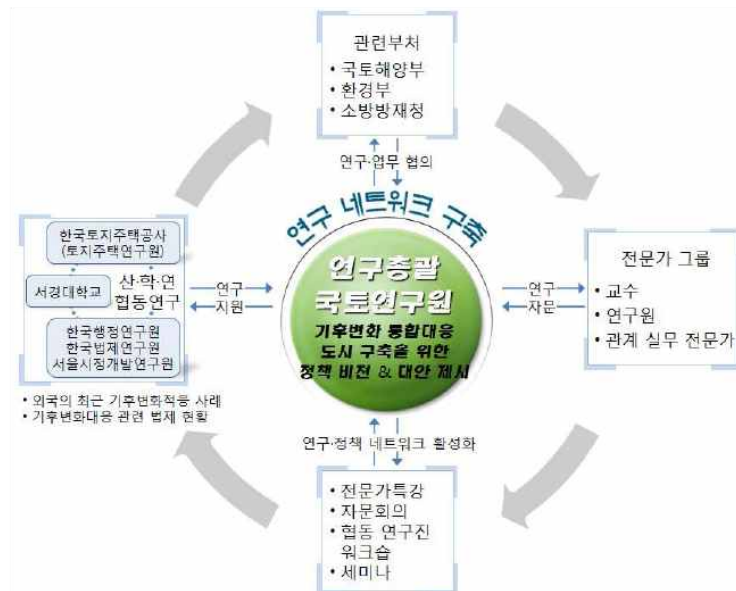 관련부처
• 국토해양부
• 환경부
• 소방방재청
연구·업무 협의
연구 네트워크 구축
연구총괄
국토연구원
기후변화 통합대응
도시 구축을 위한
정책 비전 & 대안 제시
한국토지주택공사
(토지주택연구원)
서경대학교
산·학·연
협동연구
한국행정연구원
한국법제연구원
서울시정개발연구원
연구
지원
• 외국의 최근 기후변화적응 사례
• 기후변화대응 관련 법제 현황
연구
자문
전문가 그룹
• 교수
• 연구원
• 관계 실무 전문가
연구·정책 네트워크 활성화
• 전문가특강
• 자문회의
• 협동 연구진
워크숍
• 세미나